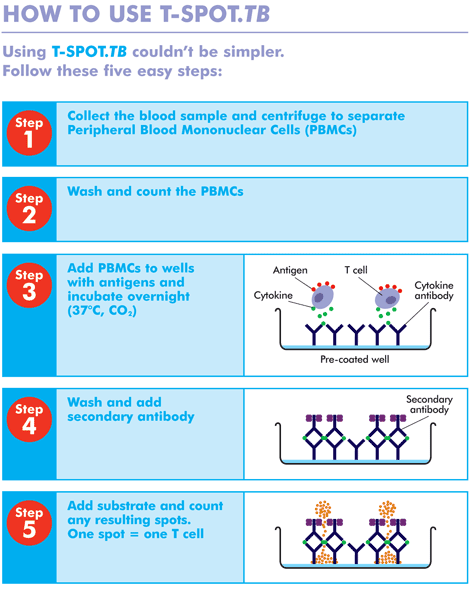 HOW TO USE T-SPOT.TB
Using T-SPOT.TB couldn't be simpler.
Follow these five easy steps:
Step
1
Collect the blood sample and centrifuge to separate
Peripheral Blood Mononuclear Cells (PBMCs)
Step
2
Wash and count the PBMCs
Step
3
Add PBMCs to wells
with antigens and
incubate overnight
(37°C, CO₂)
Antigen
T cell
Cytokine
Cytokine
antibody
Pre-coated well
Step
4
Wash and add
secondary antibody
Secondary
antibody
Step
5
Add substrate and count
any resulting spots.
One spot = one T cell